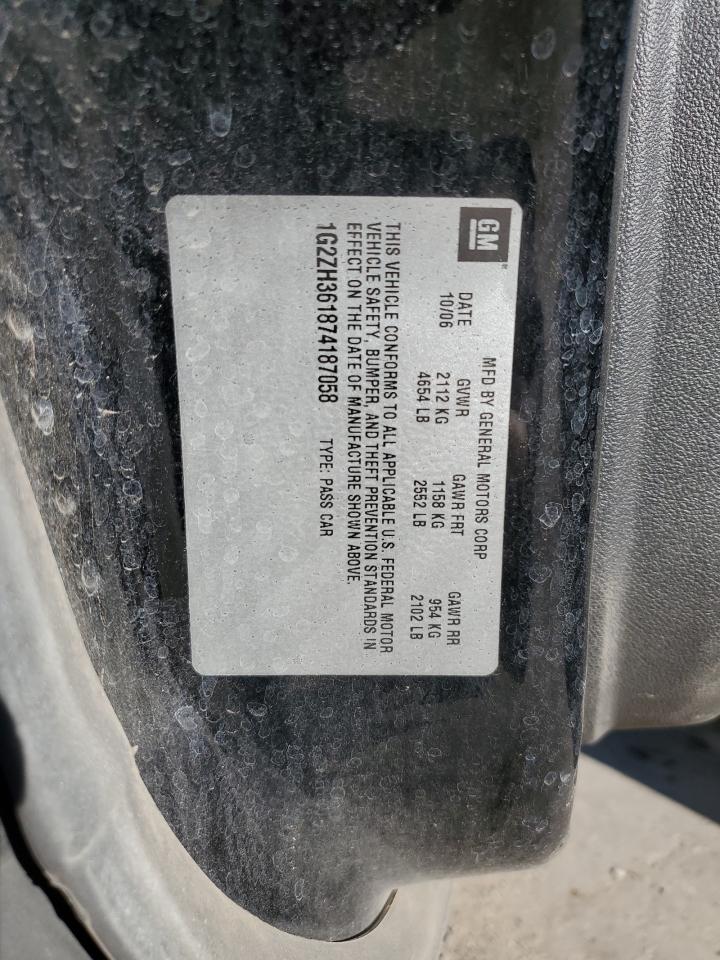 GM
MFD BY GENERAL MOTORS CORP
DATE GVWR GAWR FRT GAWR RR
10/06 2112 KG 1158 KG 954 KG
4654 LB 2552 LB 2102 LB
THIS VEHICLE CONFORMS TO ALL APPLICABLE U.S. FEDERAL MOTOR
VEHICLE SAFETY, BUMPER, AND THEFT PREVENTION STANDARDS IN
EFFECT ON THE DATE OF MANUFACTURE SHOWN ABOVE.
1G2ZH361874187058 TYPE: PASS CAR